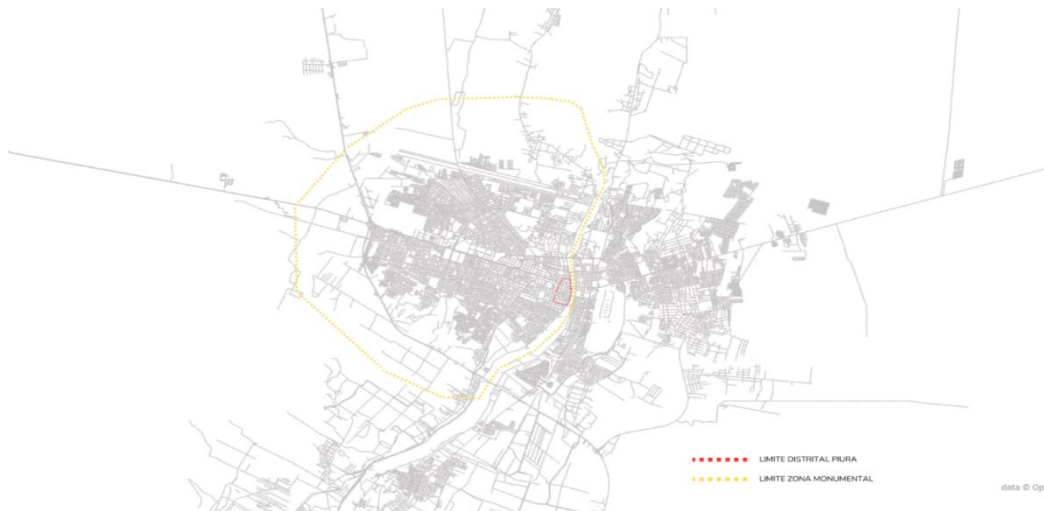 LIMITE DISTRITAL PIURA
LIMITE ZONA MONUMENTAL
data © Op